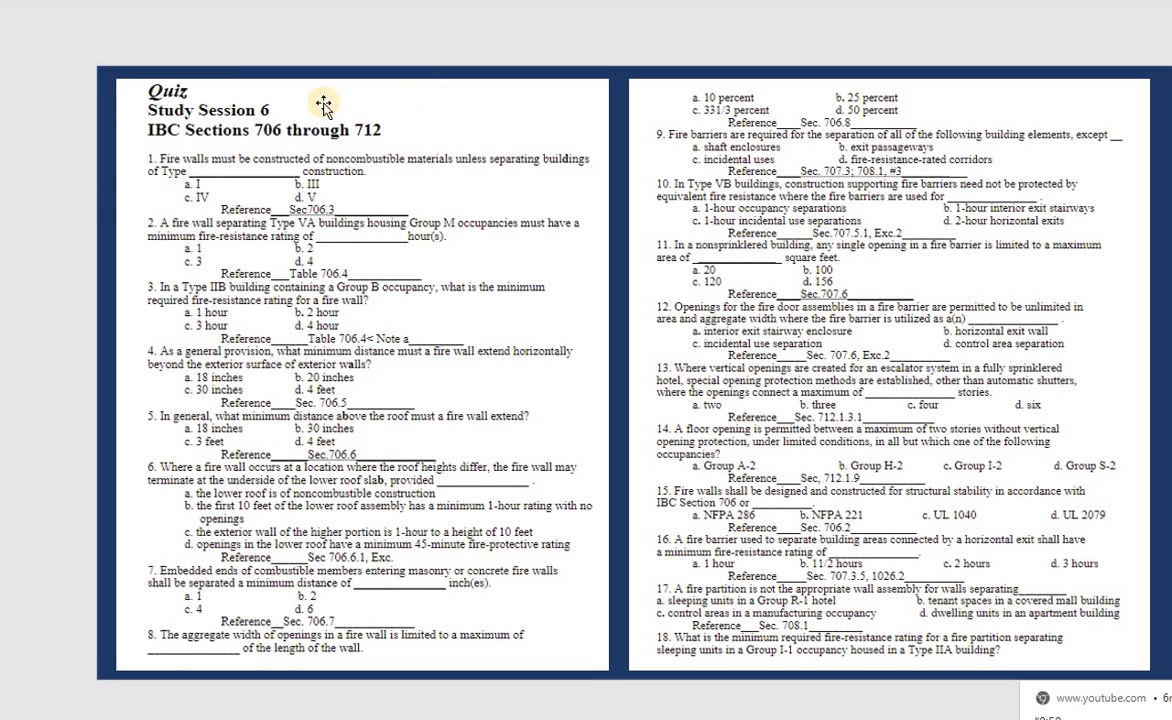 Quiz
Study Session 6
IBC Sections 706 through 712
1. Fire walls must be constructed of noncombustible materials unless separating buildings
of Type ____________________ construction.
a. I b. III
c. IV d. V
Reference___Sec706.3_______________
2. A fire wall separating Type VA buildings housing Group M occupancies must have a
minimum fire-resistance rating of ________________hour(s).
a. 1 b. 2
c. 3 d. 4
Reference___Table 706.4_____________
3. In a Type IIB building containing a Group B occupancy, what is the minimum
required fire-resistance rating for a fire wall?
a. 1 hour b. 2 hour
c. 3 hour d. 4 hour
Reference______Table 706.4< Note a_________
4. As a general provision, what minimum distance must a fire wall extend horizontally
beyond the exterior surface of exterior walls?
a. 18 inches b. 20 inches
c. 30 inches d. 4 feet
Reference____Sec. 706.5____________
5. In general, what minimum distance above the roof must a fire wall extend?
a. 18 inches b. 30 inches
c. 3 feet d. 4 feet
Reference______Sec.706.6______________
6. Where a fire wall occurs at a location where the roof heights differ, the fire wall may
terminate at the underside of the lower roof slab, provided ________________ .
a. the lower roof is of noncombustible construction
b. the first 10 feet of the lower roof assembly has a minimum 1-hour rating with no
openings
c. the exterior wall of the higher portion is 1-hour to a height of 10 feet
d. openings in the lower roof have a minimum 45-minute fire-protective rating
Reference______Sec 706.6.1, Exc.
7. Embedded ends of combustible members entering masonry or concrete fire walls
shall be separated a minimum distance of ________________ inch(es).
a. 1 b. 2
c. 4 d. 6
Reference__Sec. 706.7______________
8. The aggregate width of openings in a fire wall is limited to a maximum of
________________ of the length of the wall.
a. 10 percent b. 25 percent
c. 331/3 percent d. 50 percent
Reference____Sec. 706.8___________
9. Fire barriers are required for the separation of all of the following building elements, except __
a. shaft enclosures b. exit passageways
c. incidental uses d. fire-resistance-rated corridors
Reference____Sec. 707.3; 708.1, #3___________
10. In Type VB buildings, construction supporting fire barriers need not be protected by
equivalent fire resistance where the fire barriers are used for ________________ .
a. 1-hour occupancy separations b. 1-hour interior exit stairways
c. 1-hour incidental use separations d. 2-hour horizontal exits
Reference______Sec.707.5.1, Exc.2_________
11. In a nonsprinklered building, any single opening in a fire barrier is limited to a maximum
area of ________________ square feet.
a. 20 b. 100
c. 120 d. 156
Reference____Sec.707.6___________
12. Openings for the fire door assemblies in a fire barrier are permitted to be unlimited in
area and aggregate width where the fire barrier is utilized as a(n) ________________ .
a. interior exit stairway enclosure b. horizontal exit wall
c. incidental use separation d. control area separation
Reference_____Sec. 707.6, Exc.2__________
13. Where vertical openings are created for an escalator system in a fully sprinklered
hotel, special opening protection methods are established, other than automatic shutters,
where the openings connect a maximum of ________________ stories.
a. two b. three c. four d. six
Reference___Sec. 712.1.3.1___________
14. A floor opening is permitted between a maximum of two stories without vertical
opening protection, under limited conditions, in all but which one of the following
occupancies?
a. Group A-2 b. Group H-2 c. Group I-2 d. Group S-2
Reference____Sec, 712.1.9___________
15. Fire walls shall be designed and constructed for structural stability in accordance with
IBC Section 706 or ___________.
a. NFPA 286 b. NFPA 221 c. UL 1040 d. UL 2079
Reference____Sec. 706.2___________
16. A fire barrier used to separate building areas connected by a horizontal exit shall have
a minimum fire-resistance rating of ________________.
a. 1 hour b. 11/2 hours c. 2 hours d. 3 hours
Reference_____Sec. 707.3.5, 1026.2__________
17. A fire partition is not the appropriate wall assembly for walls separating________
a. sleeping units in a Group R-1 hotel b. tenant spaces in a covered mall building
c. control areas in a manufacturing occupancy d. dwelling units in an apartment building
Reference___Sec. 708.1_________
18. What is the minimum required fire-resistance rating for a fire partition separating
sleeping units in a Group I-1 occupancy housed in a Type IIA building?
www.youtube.com •